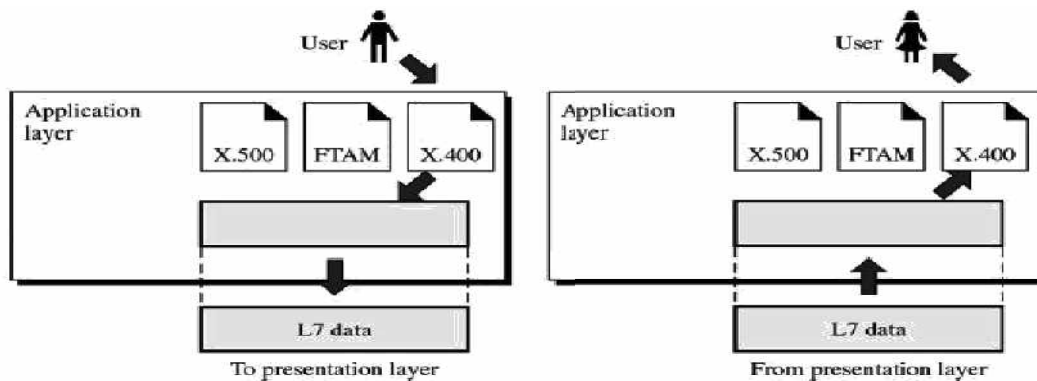 User
Application
layer
X.500
FTAM
X.400
L7 data
To presentation layer
User
Application
layer
X.500
FTAM
X.400
L7 data
From presentation layer